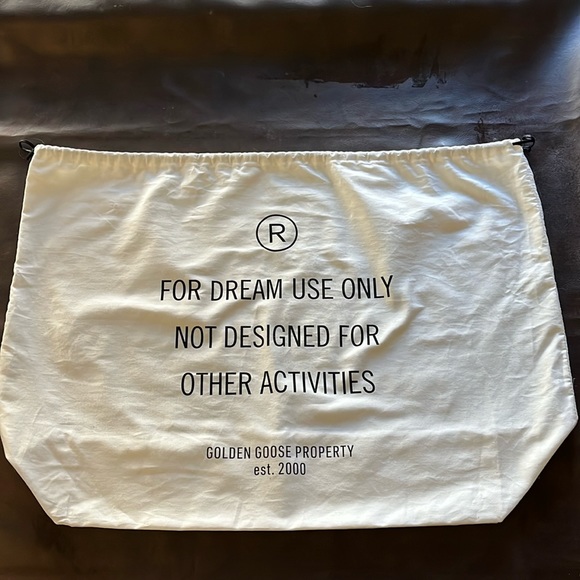 ®
FOR DREAM USE ONLY
NOT DESIGNED FOR
OTHER ACTIVITIES
GOLDEN GOOSE PROPERTY
est. 2000